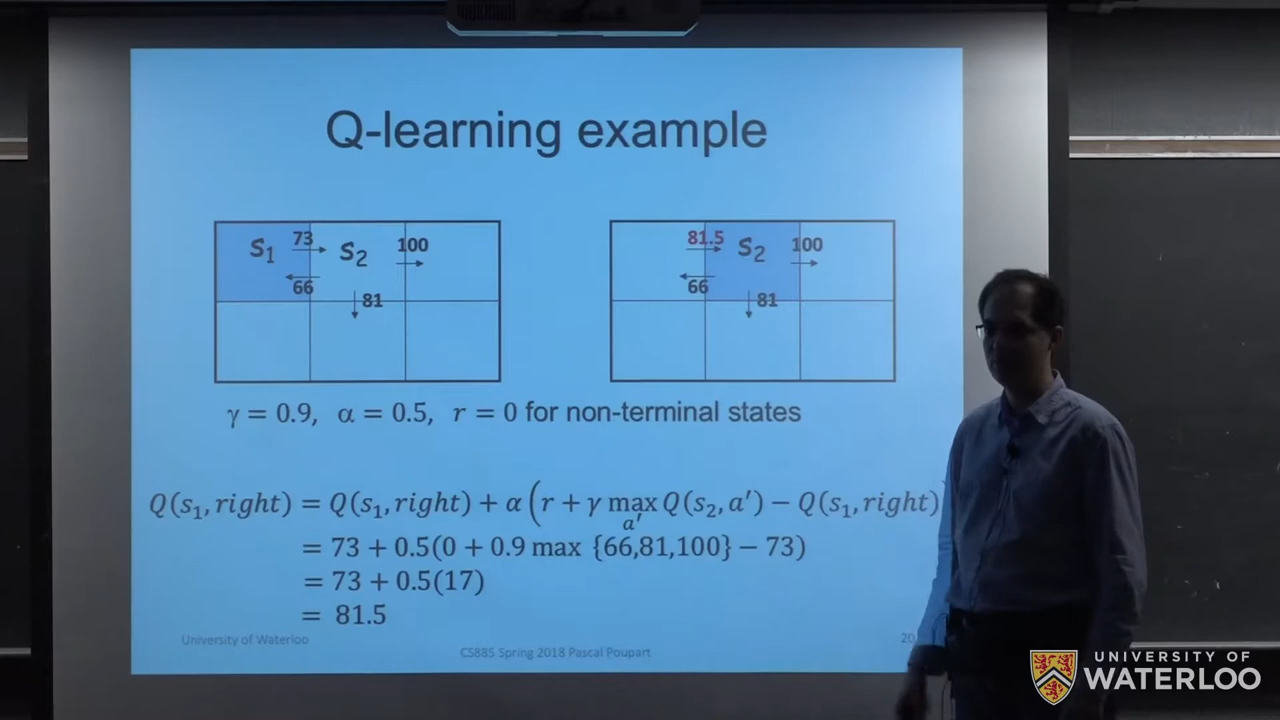 Q-learning example
73
S₁
S₂
100
66
81
81.5
S₂
100
66
81
γ = 0.9, α = 0.5, r = 0 for non-terminal states
Q(s₁, right) = Q(s₁, right) + α (r + γ max Q(s₂, a′) − Q(s₁, right)
a′
= 73 + 0.5(0 + 0.9 max {66,81,100} − 73)
= 73 + 0.5(17)
= 81.5
University of Waterloo
CS885 Spring 2018 Pascal Poupart
20
UNIVERSITY OF
WATERLOO